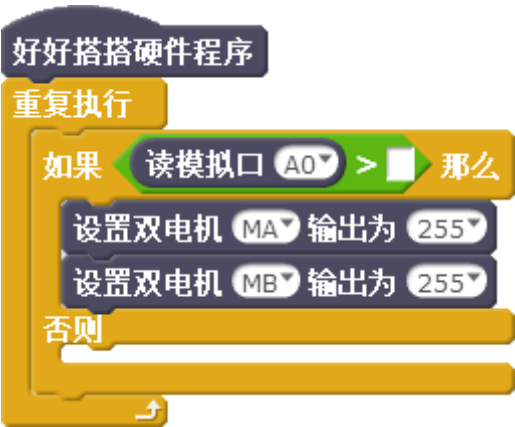 好好搭搭硬件程序
重复执行
如果 读模拟口 A0 > 那么
设置双电机 MA 输出为 255
设置双电机 MB 输出为 255
否则